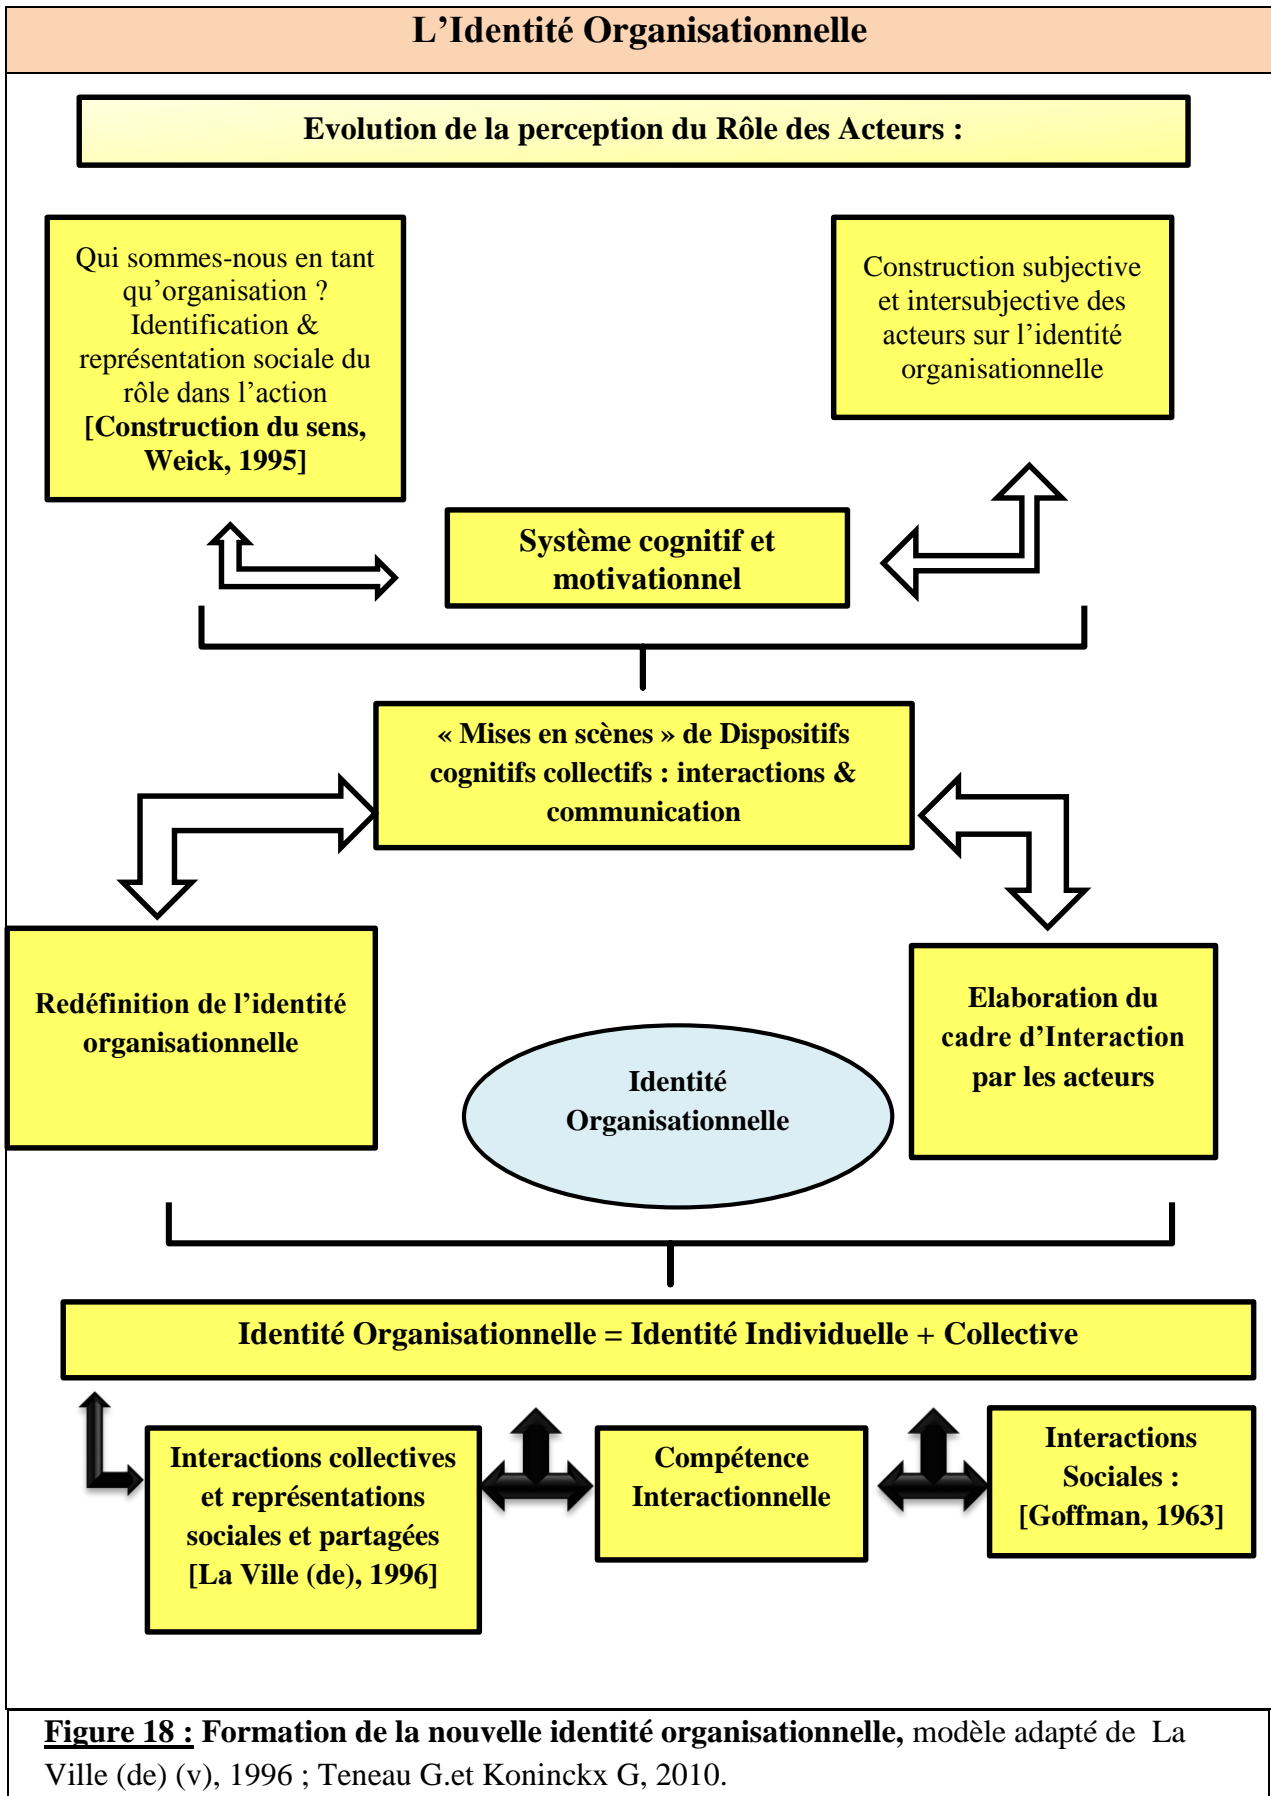 L’Identité Organisationnelle
Evolution de la perception du Rôle des Acteurs :
Qui sommes-nous en tant
qu’organisation ?
Identification &
représentation sociale du
rôle dans l’action
[Construction du sens,
Weick, 1995]
Construction subjective
et intersubjective des
acteurs sur l’identité
organisationnelle
Système cognitif et
motivationnel
« Mises en scènes » de Dispositifs
cognitifs collectifs : interactions &
communication
Redéfinition de l’identité
organisationnelle
Elaboration du
cadre d’Interaction
par les acteurs
Identité
Organisationnelle
Identité Organisationnelle = Identité Individuelle + Collective
Interactions collectives
et représentations
sociales et partagées
[La Ville (de), 1996]
Compétence
Interactionnelle
Interactions
Sociales :
[Goffman, 1963]
Figure 18 : Formation de la nouvelle identité organisationnelle, modèle adapté de La
Ville (de) (v), 1996 ; Teneau G.et Koninckx G, 2010.